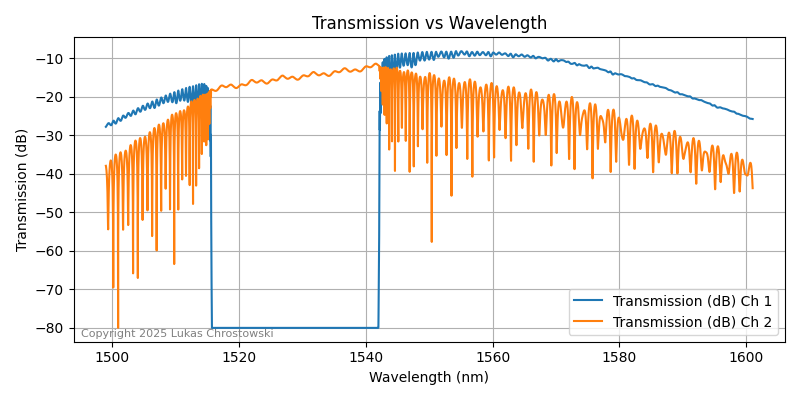 Transmission vs Wavelength
Transmission (dB)
−10
−20
−30
−40
−50
−60
−70
−80
Copyright 2025 Lukas Chrostowski
Transmission (dB) Ch 1
Transmission (dB) Ch 2
1500
1520
1540
1560
1580
1600
Wavelength (nm)